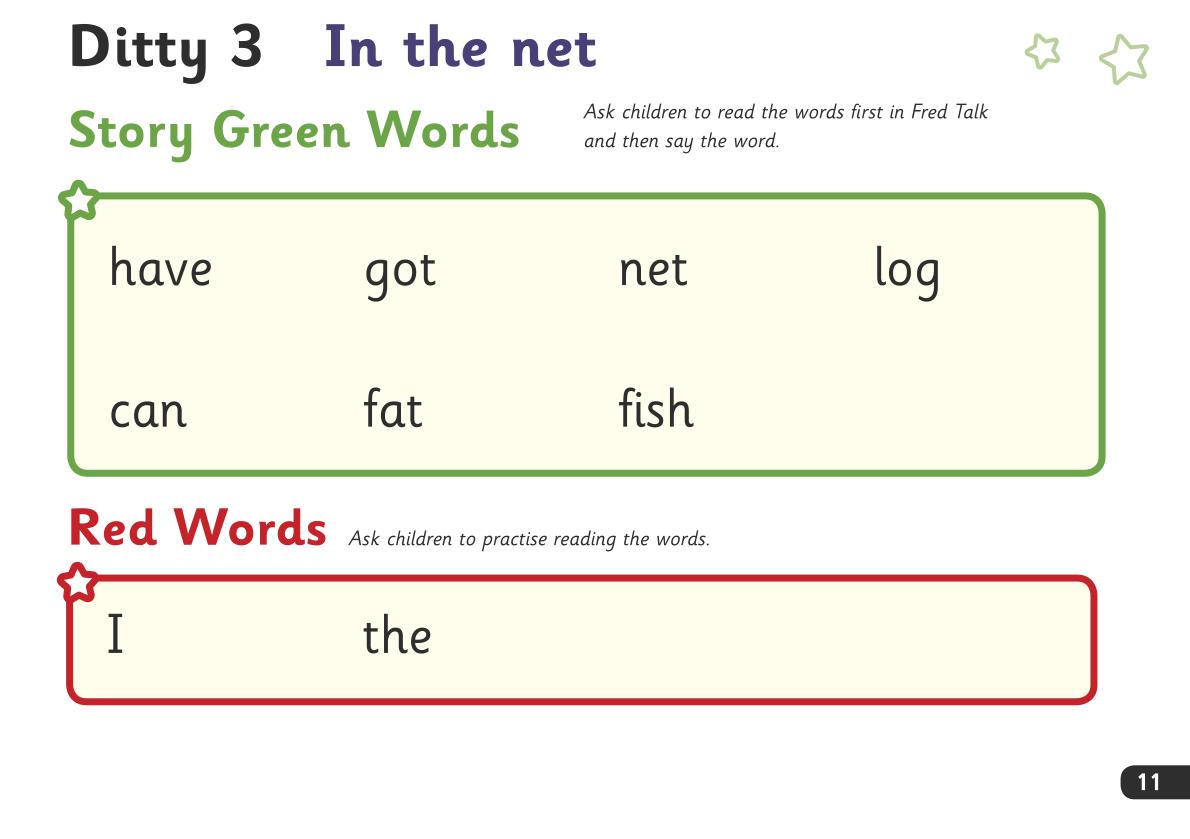 Ditty 3 In the net
Story Green Words
Ask children to read the words first in Fred Talk
and then say the word.
have got net log
can fat fish
Red Words Ask children to practise reading the words.
I the
11